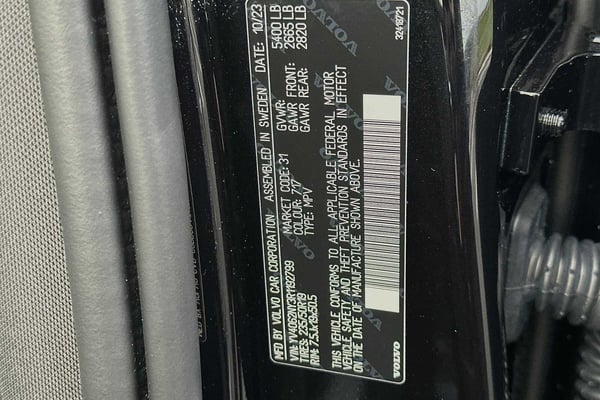 MFD BY VOLVO CAR CORPORATION ASSEMBLED IN SWEDEN DATE: 10/23
VIN: YV4062NK3R1192799 GVWR: 5400 LB
TIRES: 235/50R19 MARKET CODE: 31 GAWR FRONT: 2665 LB
RIM: 7.5Jx19x50.5 COLOUR: 717 GAWR REAR: 2820 LB
TYPE: MPV
THIS VEHICLE CONFORMS TO ALL APPLICABLE FEDERAL MOTOR
VEHICLE SAFETY AND THEFT PREVENTION STANDARDS IN EFFECT
ON THE DATE OF MANUFACTURE SHOWN ABOVE.
VOLVO
32418721